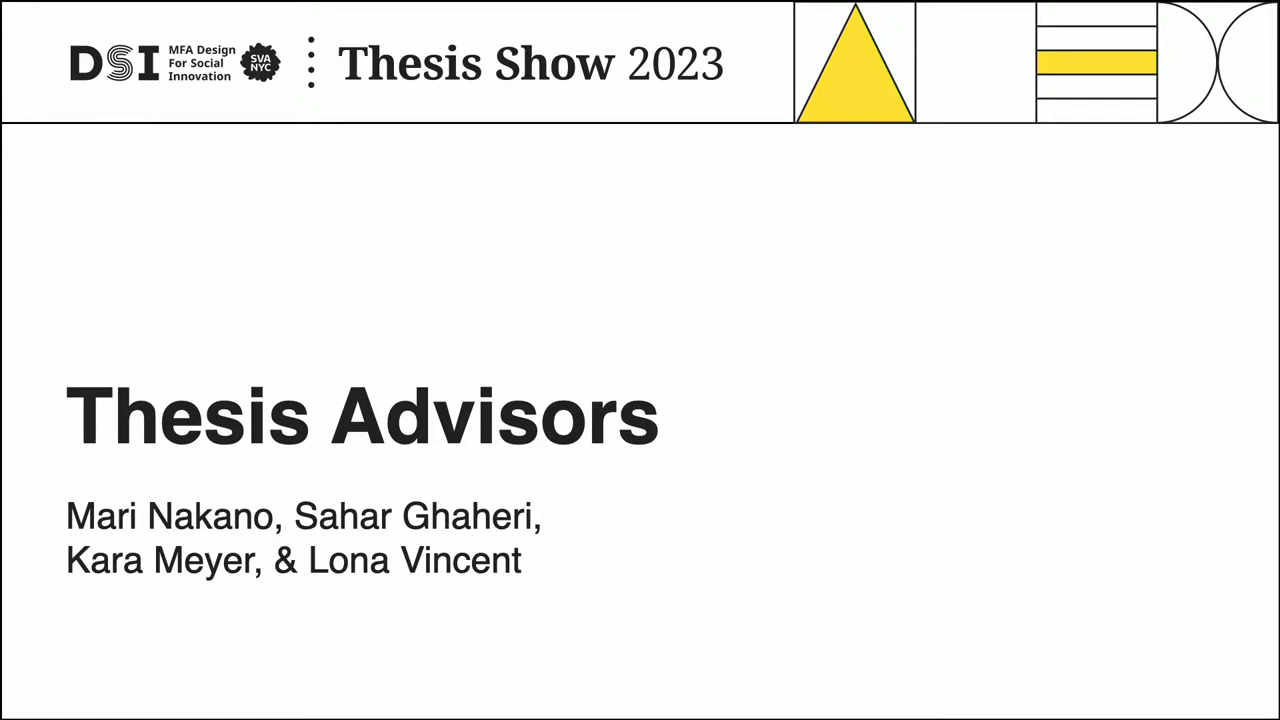 DSI
MFA Design
For Social
Innovation
SVA
NYC
Thesis Show 2023
Thesis Advisors
Mari Nakano, Sahar Ghaheri,
Kara Meyer, & Lona Vincent